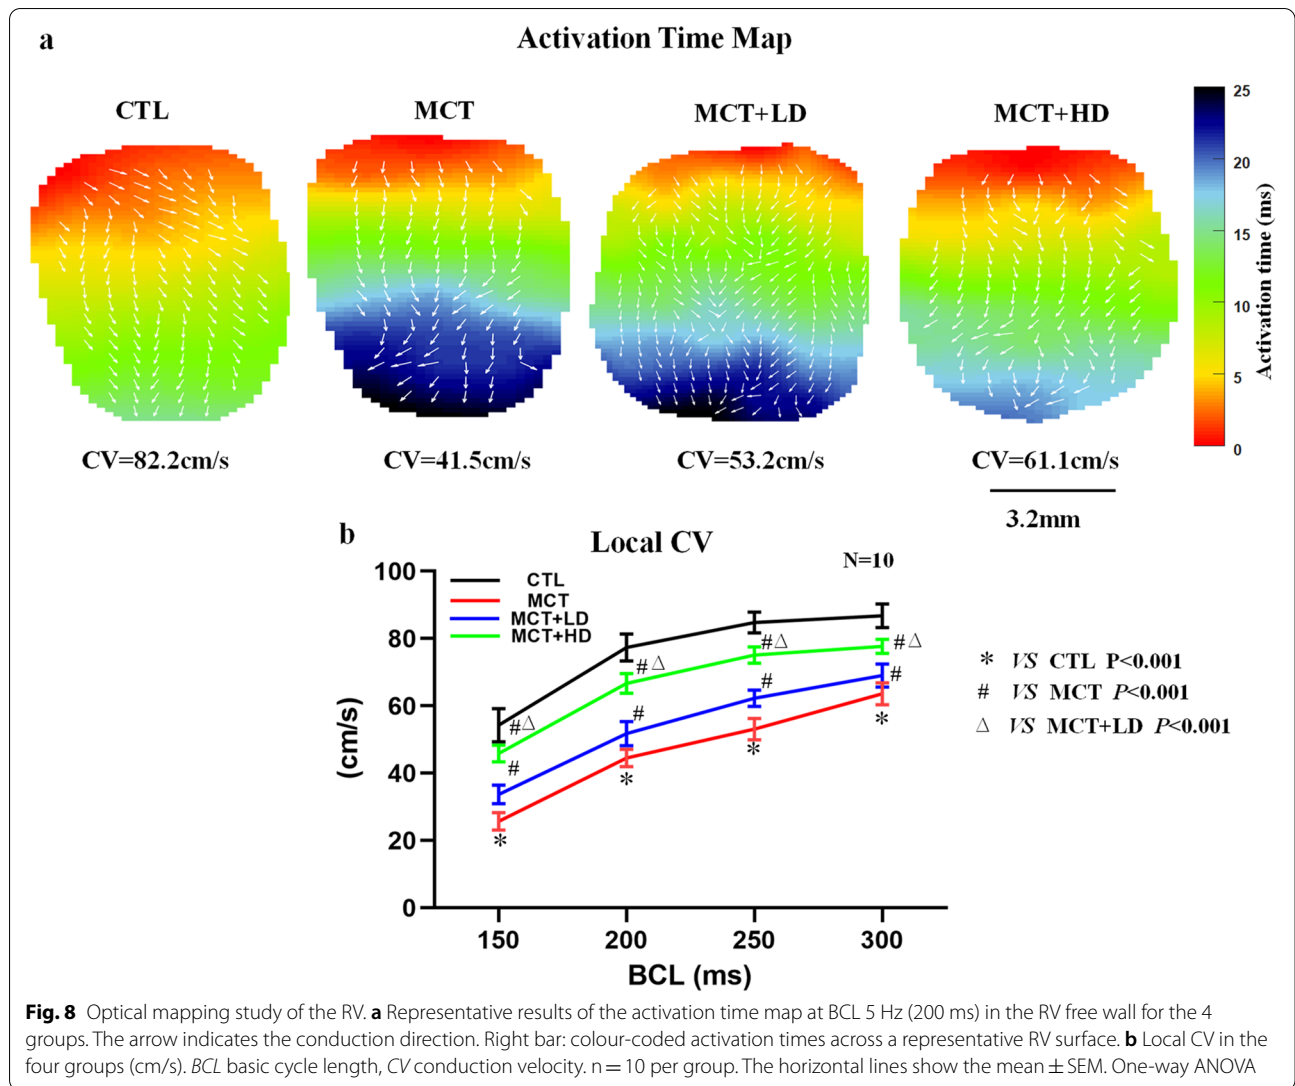 a
Activation Time Map
CTL
MCT
MCT+LD
MCT+HD
25
20
15
10
5
0
Activation time (ms)
CV=82.2cm/s
CV=41.5cm/s
CV=53.2cm/s
CV=61.1cm/s
3.2mm
b
Local CV
N=10
CTL
MCT
MCT+LD
MCT+HD
100
80
60
40
20
0
(cm/s)
#Δ
#
*
#Δ
#
*
#Δ
#
*
#Δ
#
*
150
200
250
300
BCL (ms)
* VS CTL P<0.001
# VS MCT P<0.001
Δ VS MCT+LD P<0.001
Fig. 8 Optical mapping study of the RV. a Representative results of the activation time map at BCL 5 Hz (200 ms) in the RV free wall for the 4
groups. The arrow indicates the conduction direction. Right bar: colour-coded activation times across a representative RV surface. b Local CV in the
four groups (cm/s). BCL basic cycle length, CV conduction velocity. n = 10 per group. The horizontal lines show the mean ± SEM. One-way ANOVA